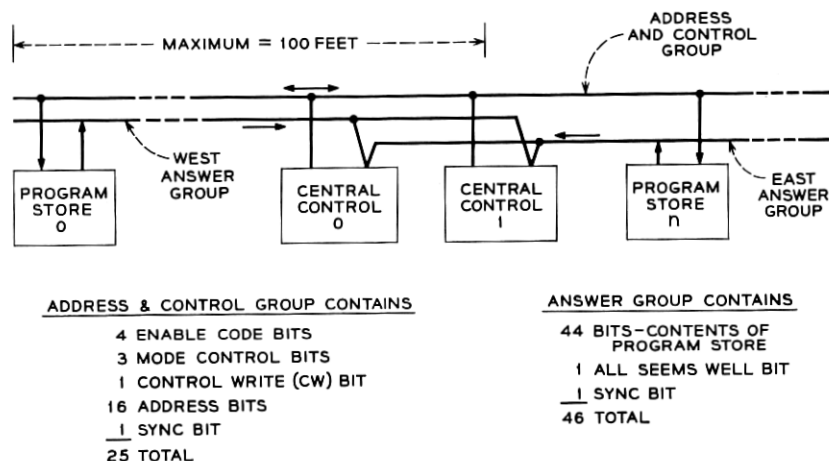 MAXIMUM = 100 FEET
ADDRESS
AND CONTROL
GROUP
WEST
ANSWER
GROUP
PROGRAM
STORE
0
CENTRAL
CONTROL
0
CENTRAL
CONTROL
1
PROGRAM
STORE
n
EAST
ANSWER
GROUP
ADDRESS & CONTROL GROUP CONTAINS
4 ENABLE CODE BITS
3 MODE CONTROL BITS
1 CONTROL WRITE (CW) BIT
16 ADDRESS BITS
1 SYNC BIT
25 TOTAL
ANSWER GROUP CONTAINS
44 BITS-CONTENTS OF
PROGRAM STORE
1 ALL SEEMS WELL BIT
1 SYNC BIT
46 TOTAL